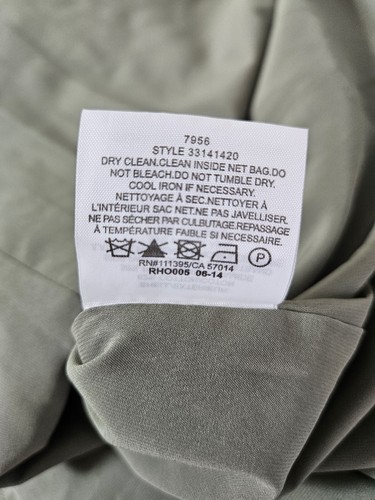 7956
STYLE 33141420
DRY CLEAN.CLEAN INSIDE NET BAG.DO
NOT BLEACH.DO NOT TUMBLE DRY.
COOL IRON IF NECESSARY.
NETTOYAGE À SEC.NETTOYER À
L'INTÉRIEUR SAC NET.NE PAS JAVELLISER.
NE PAS SÉCHER PAR CULBUTAGE.REPASSAGE
À TEMPÉRATURE FAIBLE SI NECESSAIRE.
P
RN#111395/CA 57014
RHO005 06-14